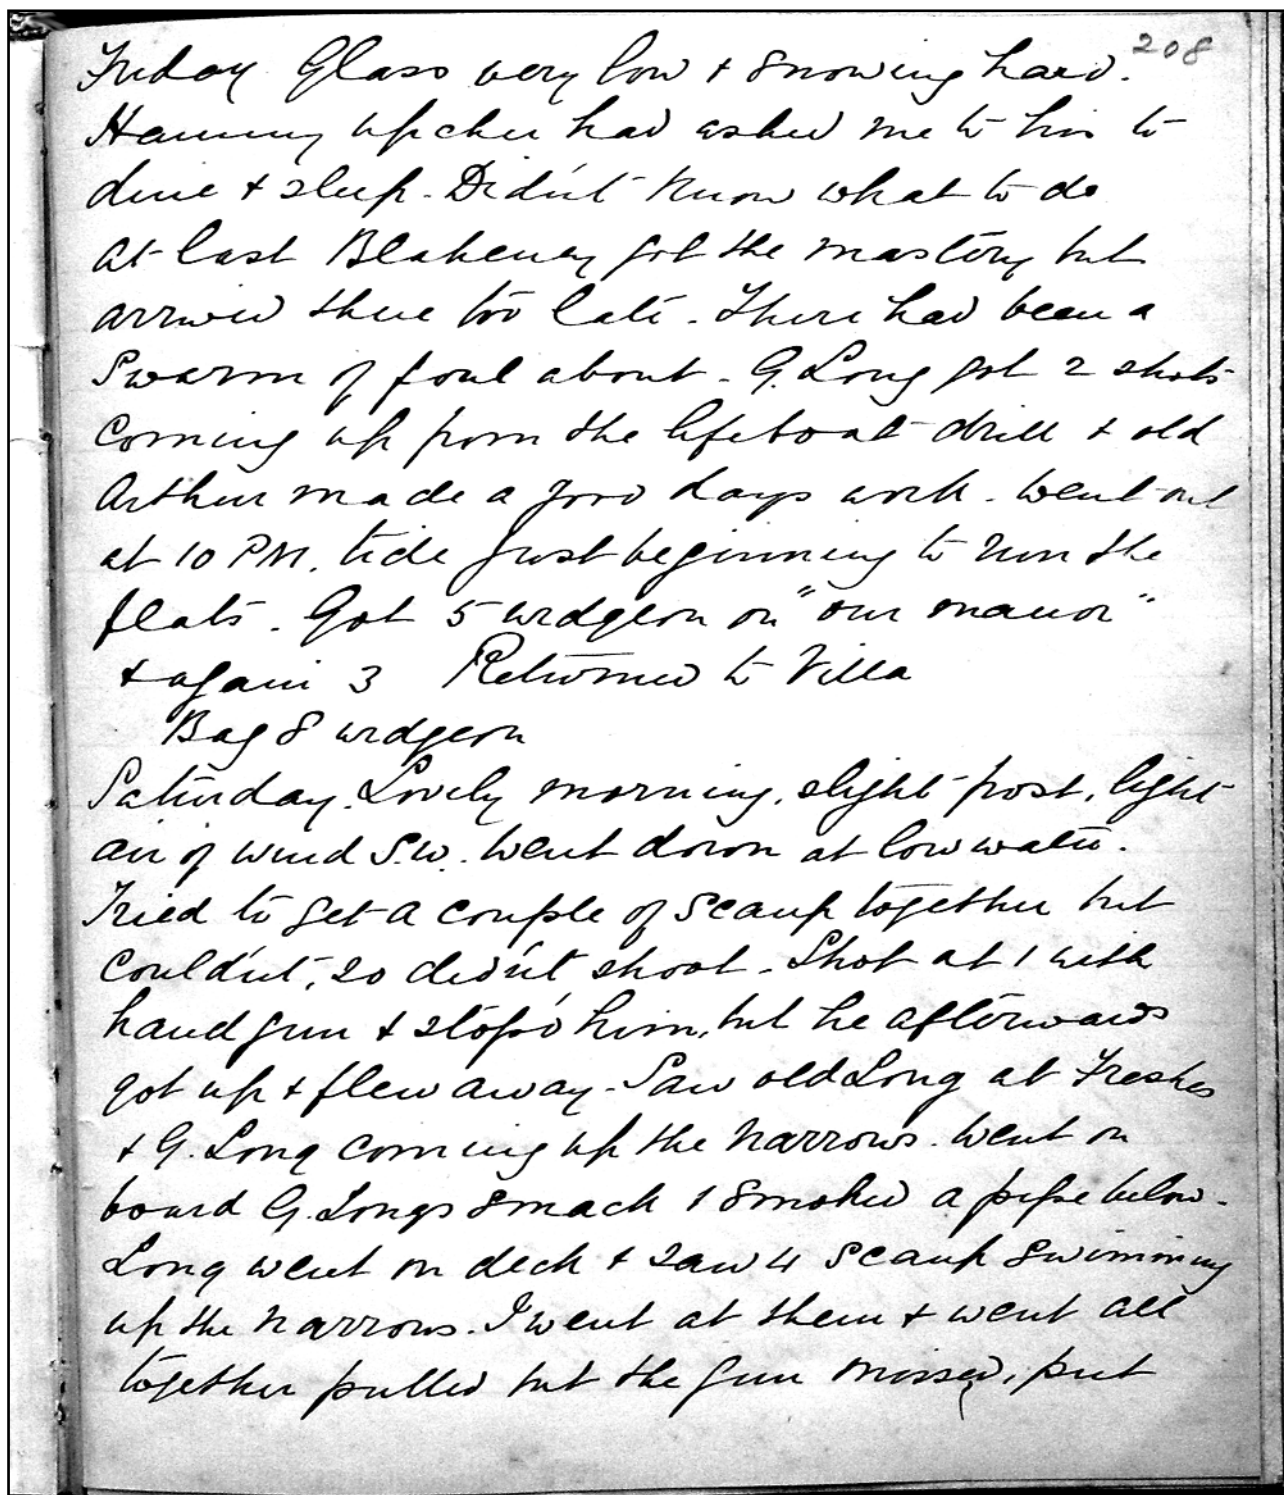 208
Friday Glass very low & snowing hard.
Hammy Upcher had asked me to his to
dine & sleep. Didn't know what to do
at last Blakeney got the mastery but
arrived there too late. There had been a
Swarm of foul about. G. Long got 2 shots
coming up from the lifeboat drill & old
Arthur made a good days work. Went out
at 10 PM. tide just beginning to run the
flats. Got 5 widgeon on "our manor"
& again 3 Returned to Villa
Bag 8 widgeon
Saturday. Lovely morning, slight frost, light
air of wind S.W. Went down at low water.
Tried to get a couple of Scaup together but
couldn't, so didn't shoot. Shot at 1 with
hand gun & stop'd him, but he afterwards
got up & flew away. Saw old Long at Freshes
& G. Long coming up the Narrows. Went on
board G. Longs smack & smoked a pipe below.
Long went on deck & saw 4 Scaup swimming
up the Narrows. I went at them & went all
together pulled but the gun missed, put